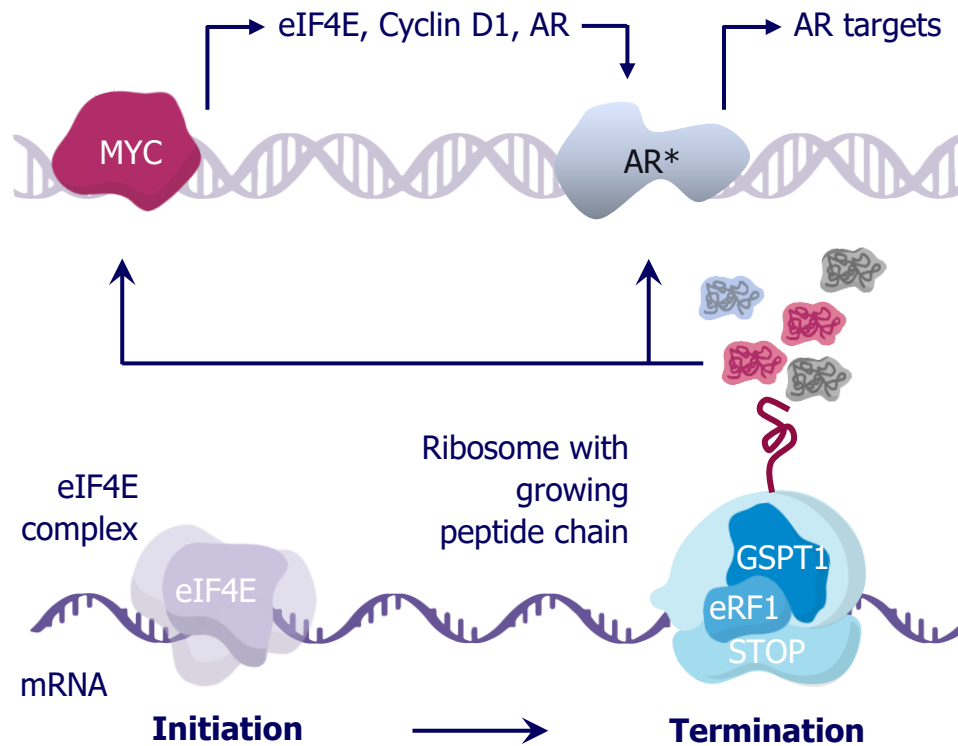 eIF4E, Cyclin D1, AR
AR targets
MYC
AR*
Ribosome with
growing
peptide chain
eIF4E
complex
eIF4E
GSPT1
eRF1
STOP
mRNA
Initiation
Termination